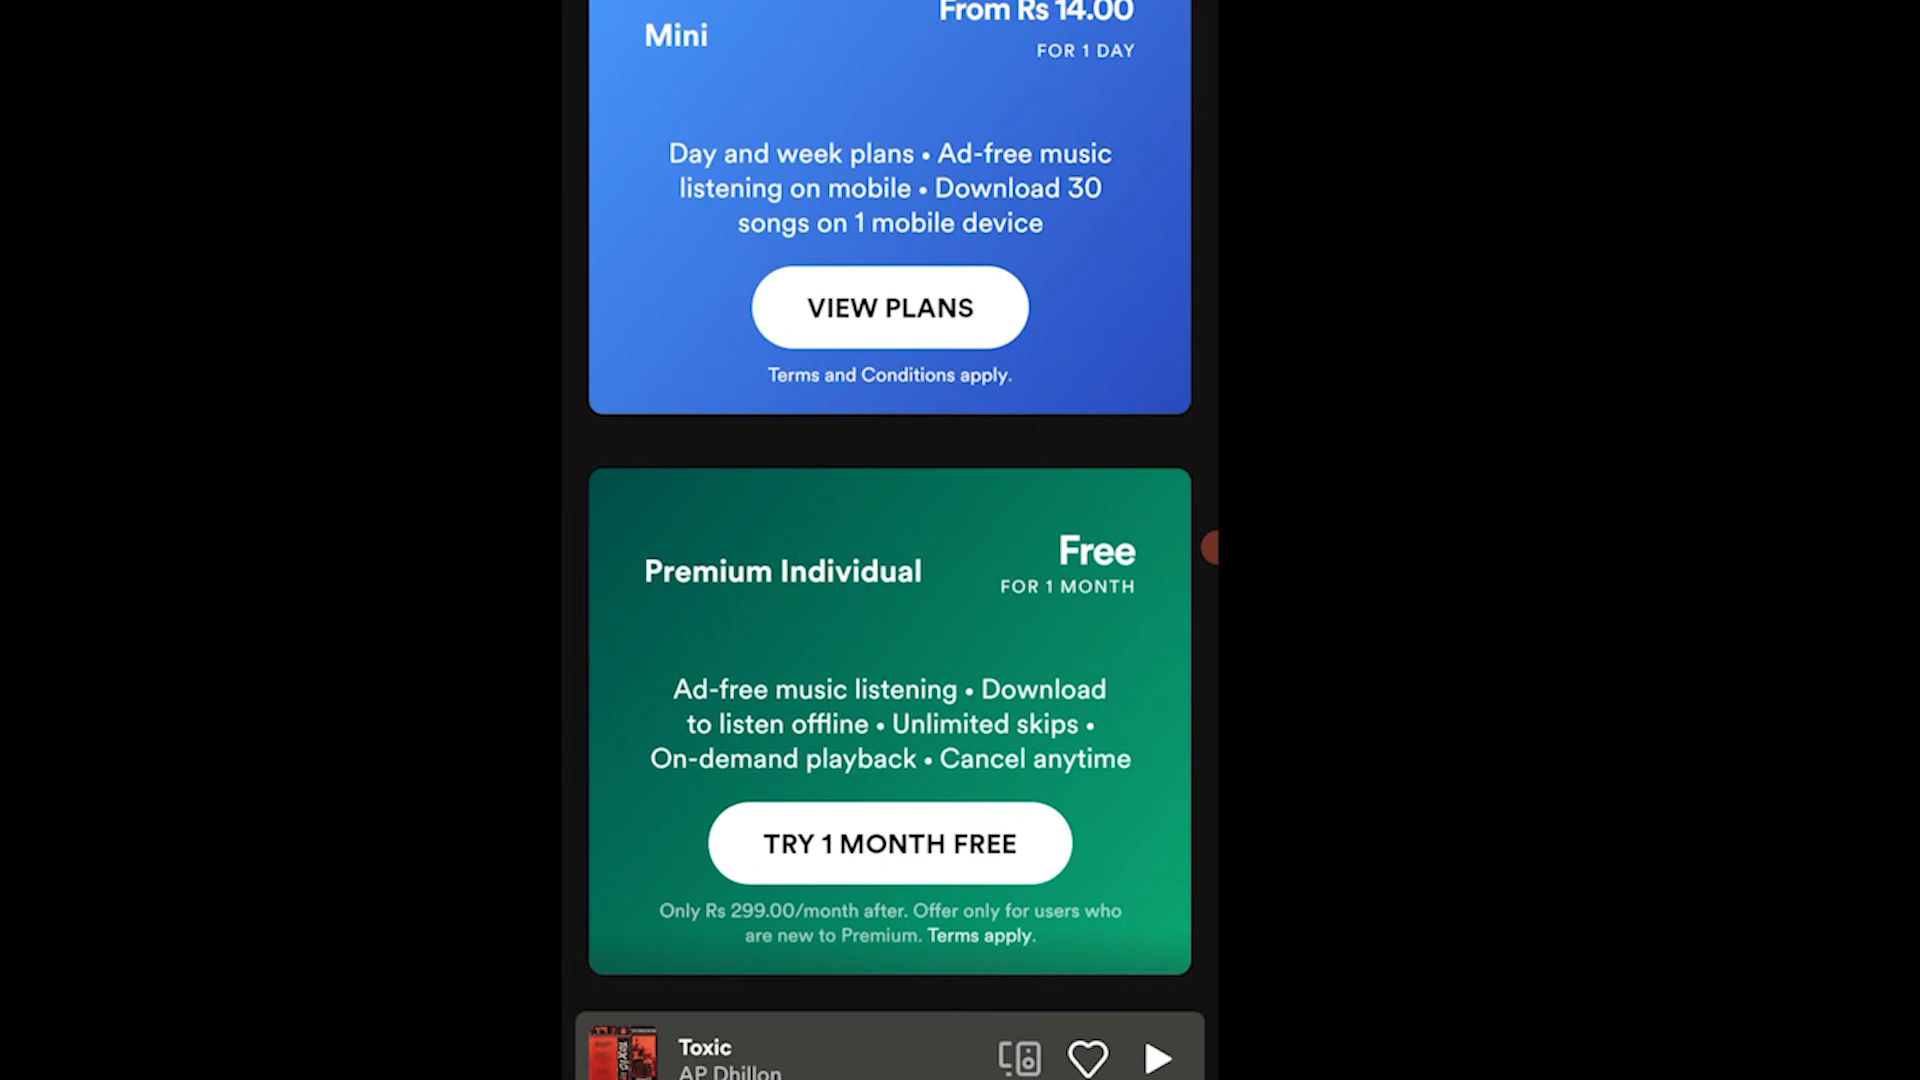 From Rs 14.00
Mini
FOR 1 DAY
Day and week plans • Ad-free music
listening on mobile • Download 30
songs on 1 mobile device
VIEW PLANS
Terms and Conditions apply.
Free
Premium Individual
FOR 1 MONTH
Ad-free music listening • Download
to listen offline • Unlimited skips •
On-demand playback • Cancel anytime
TRY 1 MONTH FREE
Only Rs 299.00/month after. Offer only for users who
are new to Premium. Terms apply.
Toxic
AP Dhillon